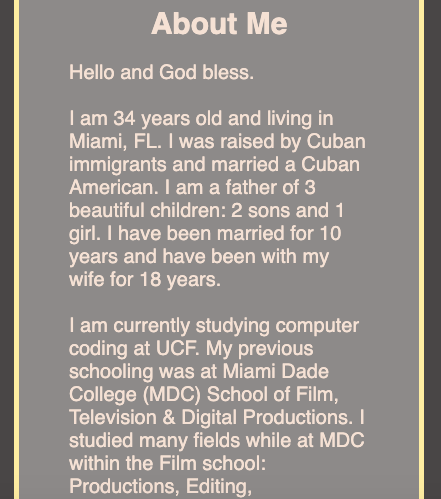 About Me
Hello and God bless.
I am 34 years old and living in
Miami, FL. I was raised by Cuban
immigrants and married a Cuban
American. I am a father of 3
beautiful children: 2 sons and 1
girl. I have been married for 10
years and have been with my
wife for 18 years.
I am currently studying computer
coding at UCF. My previous
schooling was at Miami Dade
College (MDC) School of Film,
Television & Digital Productions. I
studied many fields while at MDC
within the Film school:
Productions, Editing,